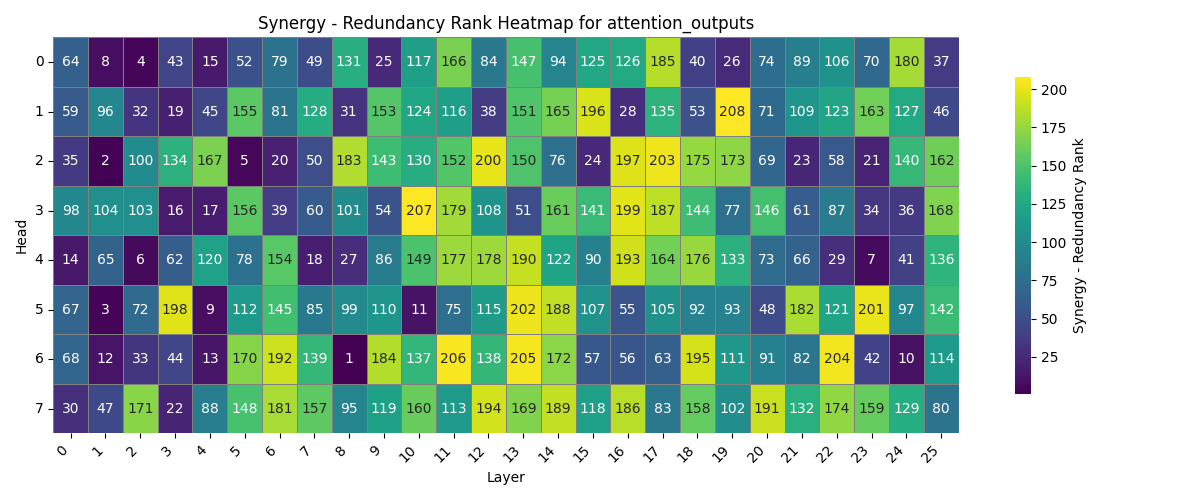 Synergy - Redundancy Rank Heatmap for attention_outputs
0 64 8 4 43 15 52 79 49 131 25 117 166 84 147 94 125 126 185 40 26 74 89 106 70 180 37
1 59 96 32 19 45 155 81 128 31 153 124 116 38 151 165 196 28 135 53 208 71 109 123 163 127 46
2 35 2 100 134 167 5 20 50 183 143 130 152 200 150 76 24 197 203 175 173 69 23 58 21 140 162
3 98 104 103 16 17 156 39 60 101 54 207 179 108 51 161 141 199 187 144 77 146 61 87 34 36 168
4 14 65 6 62 120 78 154 18 27 86 149 177 178 190 122 90 193 164 176 133 73 66 29 7 41 136
5 67 3 72 198 9 112 145 85 99 110 11 75 115 202 188 107 55 105 92 93 48 182 121 201 97 142
6 68 12 33 44 13 170 192 139 1 184 137 206 138 205 172 57 56 63 195 111 91 82 204 42 10 114
7 30 47 171 22 88 148 181 157 95 119 160 113 194 169 189 118 186 83 158 102 191 132 174 159 129 80
0 1 2 3 4 5 6 7 8 9 10 11 12 13 14 15 16 17 18 19 20 21 22 23 24 25
Layer
Head
200
175
150
125
100
75
50
25
Synergy - Redundancy Rank